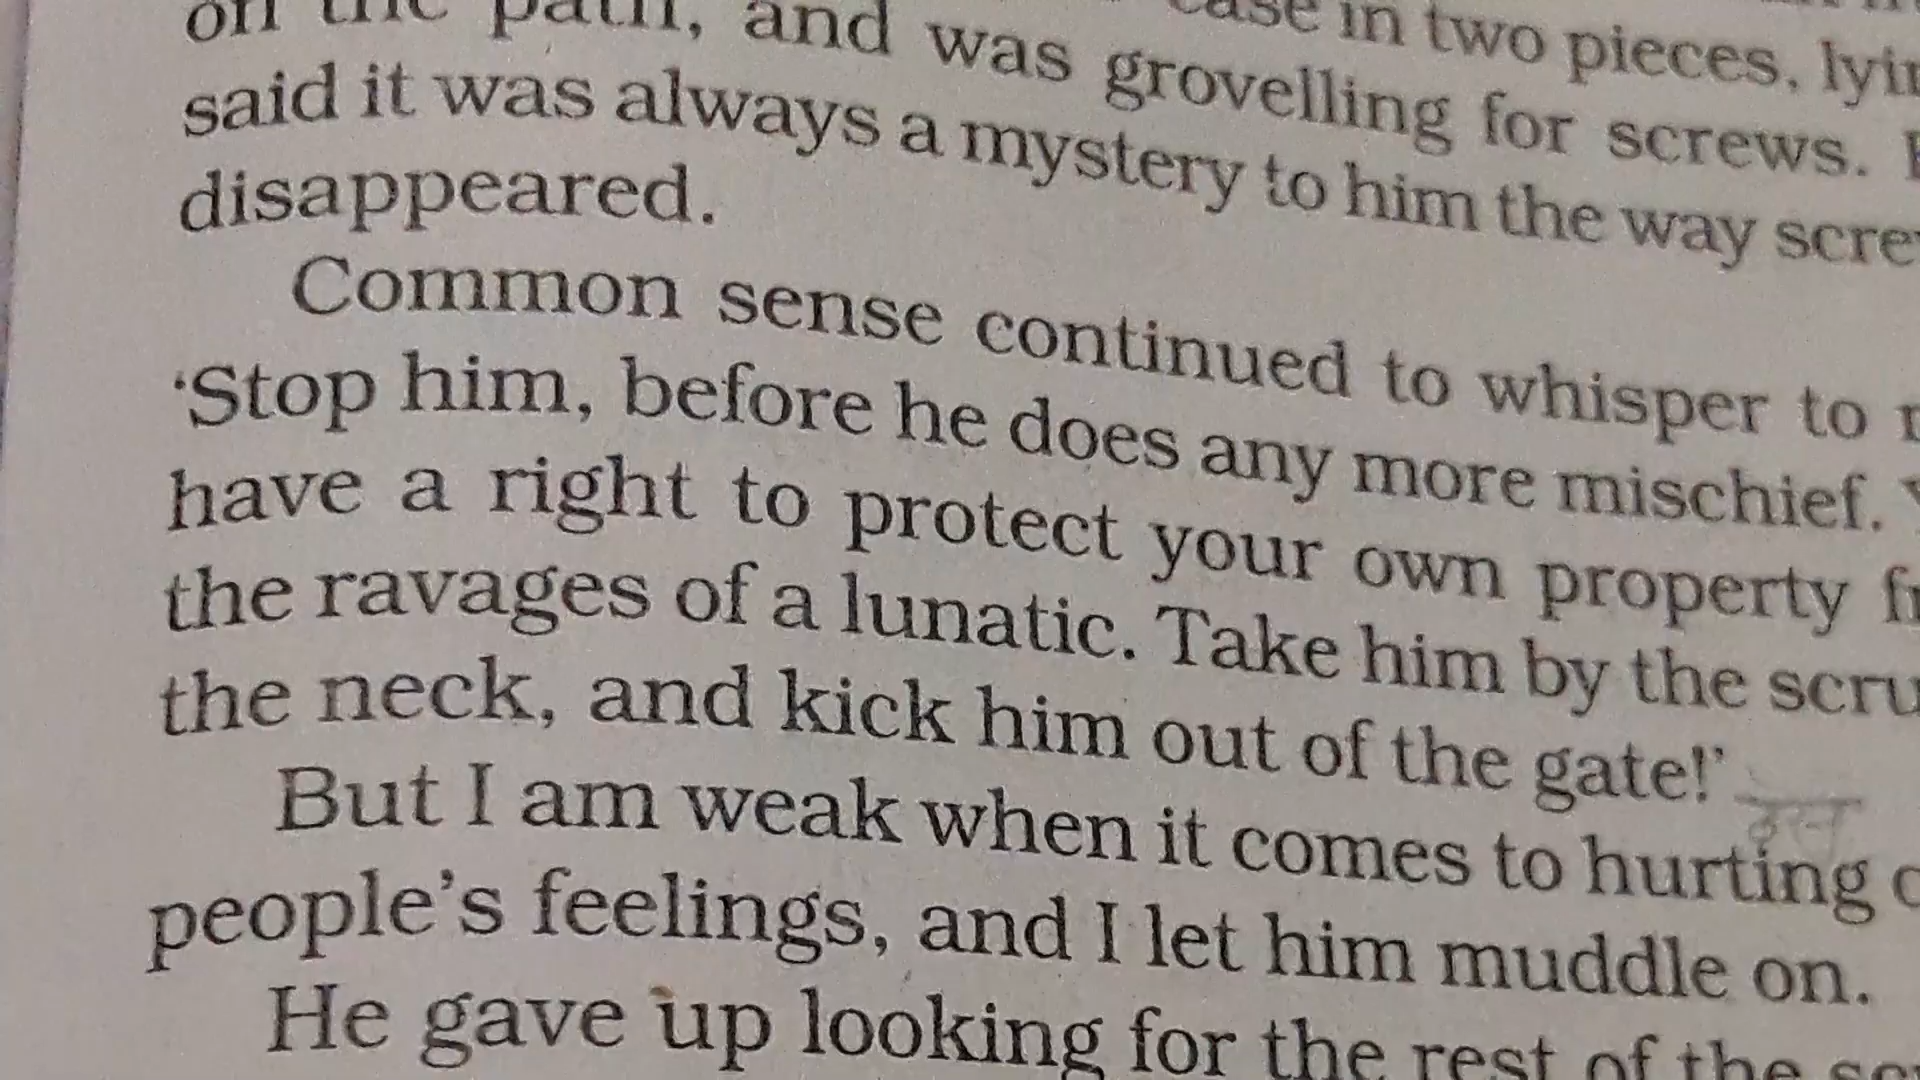 on the path, and was grovelling for screws.
case in two pieces, lyin
said it was always a mystery to him the way scre
disappeared.
Common sense continued to whisper to
'Stop him, before he does any more mischief.
have a right to protect your own property fr
the ravages of a lunatic. Take him by the scru
the neck, and kick him out of the gate!'
But I am weak when it comes to hurting
people's feelings, and I let him muddle on.
He gave up looking for the rest of the sc